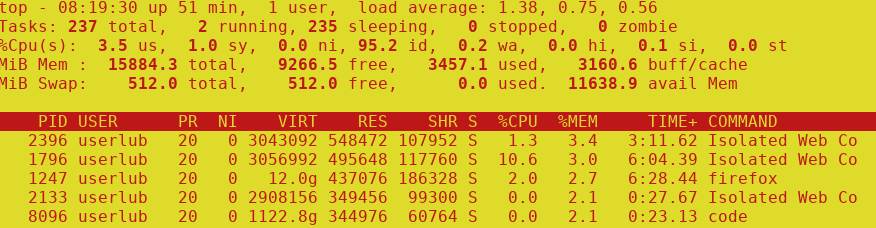 top - 08:19:30 up 51 min,  1 user,  load average: 1.38, 0.75, 0.56
Tasks: 237 total,   2 running, 235 sleeping,   0 stopped,   0 zombie
%Cpu(s):  3.5 us,  1.0 sy,  0.0 ni, 95.2 id,  0.2 wa,  0.0 hi,  0.1 si,  0.0 st
MiB Mem :  15884.3 total,   9266.5 free,   3457.1 used,   3160.6 buff/cache
MiB Swap:    512.0 total,    512.0 free,      0.0 used.  11638.9 avail Mem
PID USER      PR  NI    VIRT    RES    SHR S  %CPU  %MEM     TIME+ COMMAND
2396 userlub   20   0 3043092 548472 107952 S   1.3   3.4   3:11.62 Isolated Web Co
1796 userlub   20   0 3056992 495648 117760 S  10.6   3.0   6:04.39 Isolated Web Co
1247 userlub   20   0   12.0g 437076 186328 S   2.0   2.7   6:28.44 firefox
2133 userlub   20   0 2908156 349456  99300 S   0.0   2.1   0:27.67 Isolated Web Co
8096 userlub   20   0 1122.8g 344976  60764 S   0.0   2.1   0:23.13 code